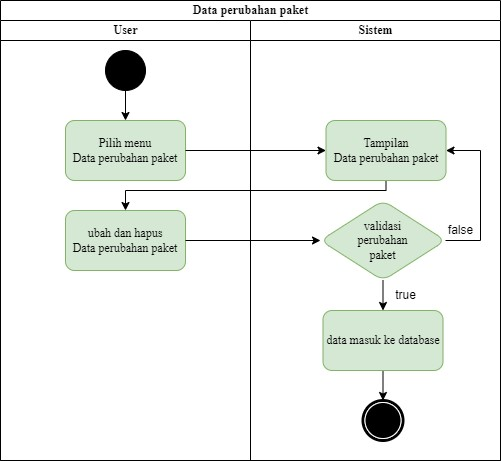 Data perubahan paket
User
Sistem
Pilih menu
Data perubahan paket
Tampilan
Data perubahan paket
ubah dan hapus
Data perubahan paket
validasi
perubahan
paket
false
true
data masuk ke database